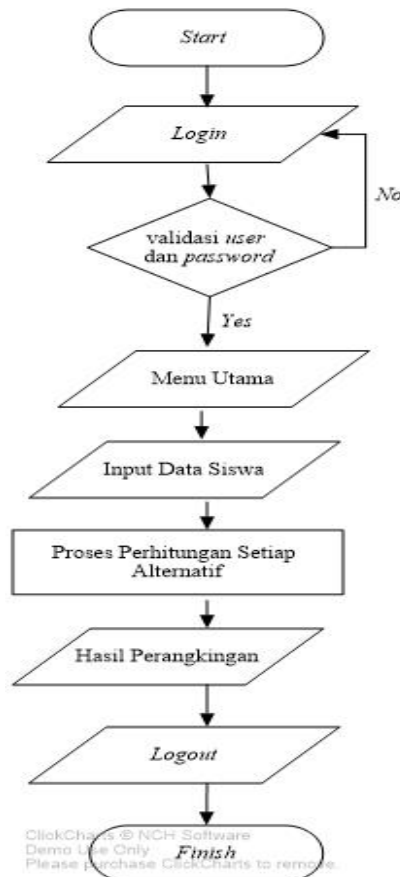 Start
Login
No
validasi user
dan password
Yes
Menu Utama
Input Data Siswa
Proses Perhitungan Setiap
Alternatif
Hasil Perangkingan
Logout
Finish
ClickCharts © NCH Software
Demo Use Only
Please purchase ClickCharts to remove.